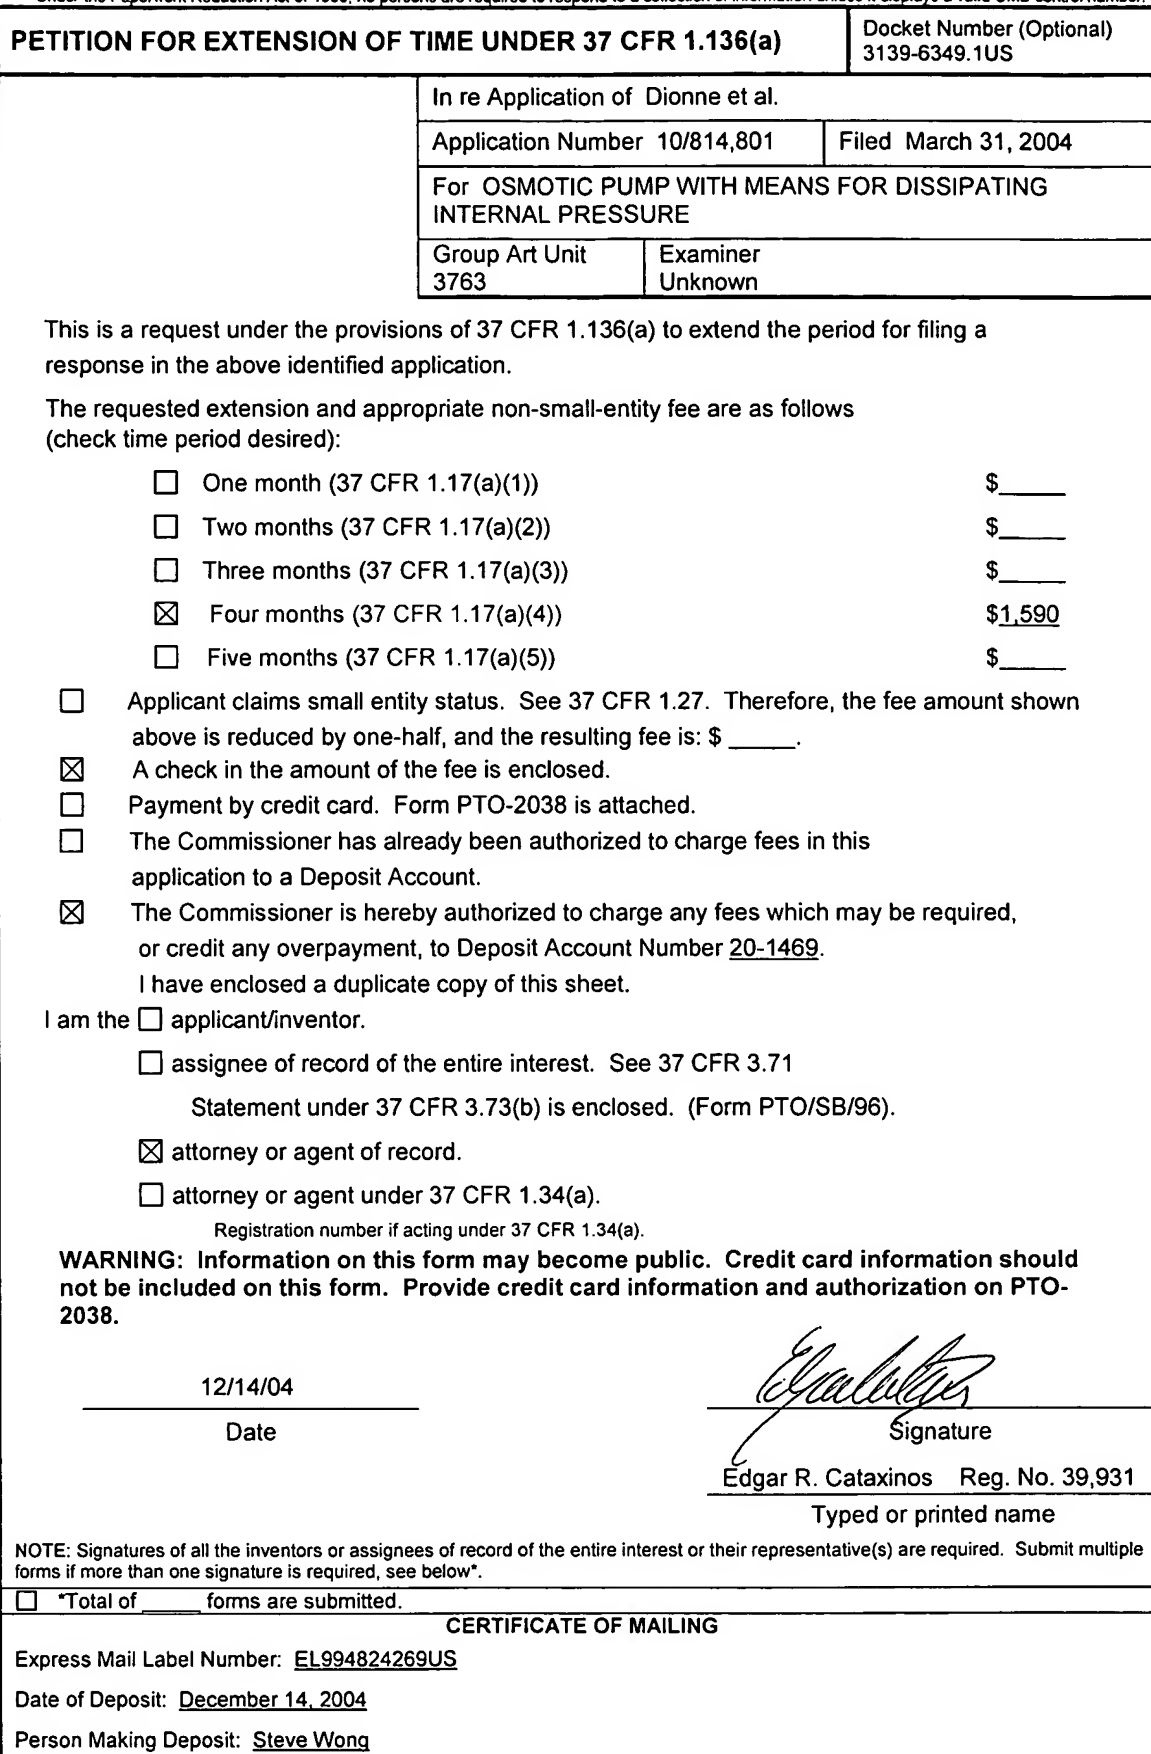 PETITION FOR EXTENSION OF TIME UNDER 37 CFR 1.136(a)
Docket Number (Optional)
3139-6349.1US
In re Application of Dionne et al.
Application Number 10/814,801
Filed March 31, 2004
For OSMOTIC PUMP WITH MEANS FOR DISSIPATING
INTERNAL PRESSURE
Group Art Unit
3763
Examiner
Unknown
This is a request under the provisions of 37 CFR 1.136(a) to extend the period for filing a
response in the above identified application.
The requested extension and appropriate non-small-entity fee are as follows
(check time period desired):
☐ One month (37 CFR 1.17(a)(1)) $_____
☐ Two months (37 CFR 1.17(a)(2)) $_____
☐ Three months (37 CFR 1.17(a)(3)) $_____
☒ Four months (37 CFR 1.17(a)(4)) $1,590
☐ Five months (37 CFR 1.17(a)(5)) $_____
☐ Applicant claims small entity status. See 37 CFR 1.27. Therefore, the fee amount shown
above is reduced by one-half, and the resulting fee is: $ _____.
☒ A check in the amount of the fee is enclosed.
☐ Payment by credit card. Form PTO-2038 is attached.
☐ The Commissioner has already been authorized to charge fees in this
application to a Deposit Account.
☒ The Commissioner is hereby authorized to charge any fees which may be required,
or credit any overpayment, to Deposit Account Number 20-1469.
I have enclosed a duplicate copy of this sheet.
I am the ☐ applicant/inventor.
☐ assignee of record of the entire interest. See 37 CFR 3.71
Statement under 37 CFR 3.73(b) is enclosed. (Form PTO/SB/96).
☒ attorney or agent of record.
☐ attorney or agent under 37 CFR 1.34(a).
Registration number if acting under 37 CFR 1.34(a).
WARNING: Information on this form may become public. Credit card information should
not be included on this form. Provide credit card information and authorization on PTO-
2038.
12/14/04
Date
Signature
Edgar R. Cataxinos Reg. No. 39,931
Typed or printed name
NOTE: Signatures of all the inventors or assignees of record of the entire interest or their representative(s) are required. Submit multiple
forms if more than one signature is required, see below*.
☐ *Total of _____ forms are submitted.
CERTIFICATE OF MAILING
Express Mail Label Number: EL994824269US
Date of Deposit: December 14, 2004
Person Making Deposit: Steve Wong